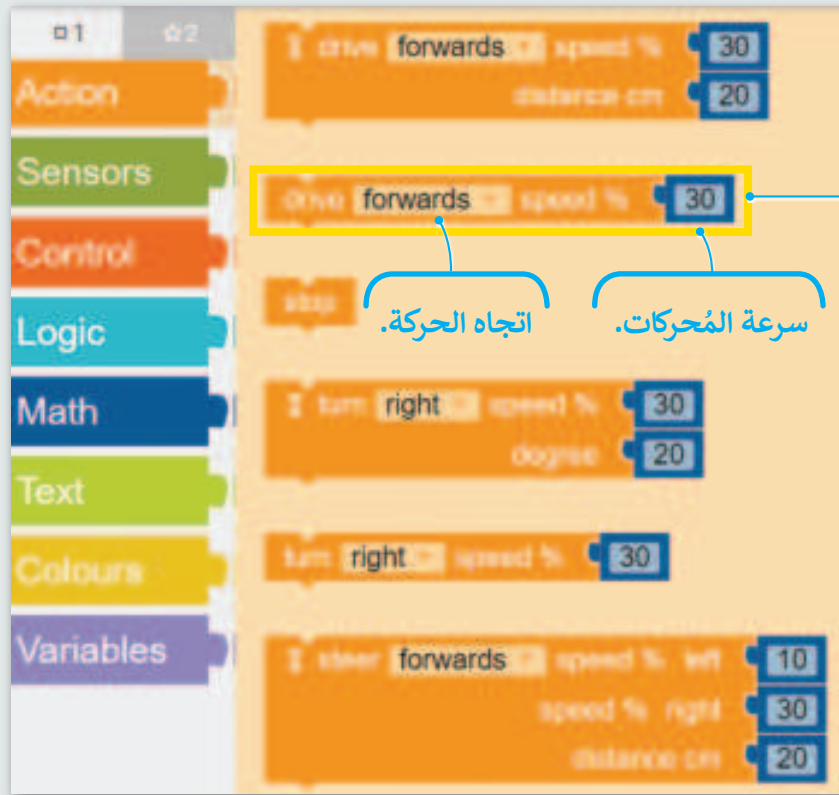 1 2
Action
Sensors
Control
Logic
Math
Text
Colours
Variables
drive forwards speed % 30
distance cm 20
drive forwards speed % 30
اتجاه الحركة.
سرعة المُحركات.
stop
turn right speed % 30
degree 20
turn right speed % 30
steer forwards speed % left 10
speed % right 30
distance cm 20